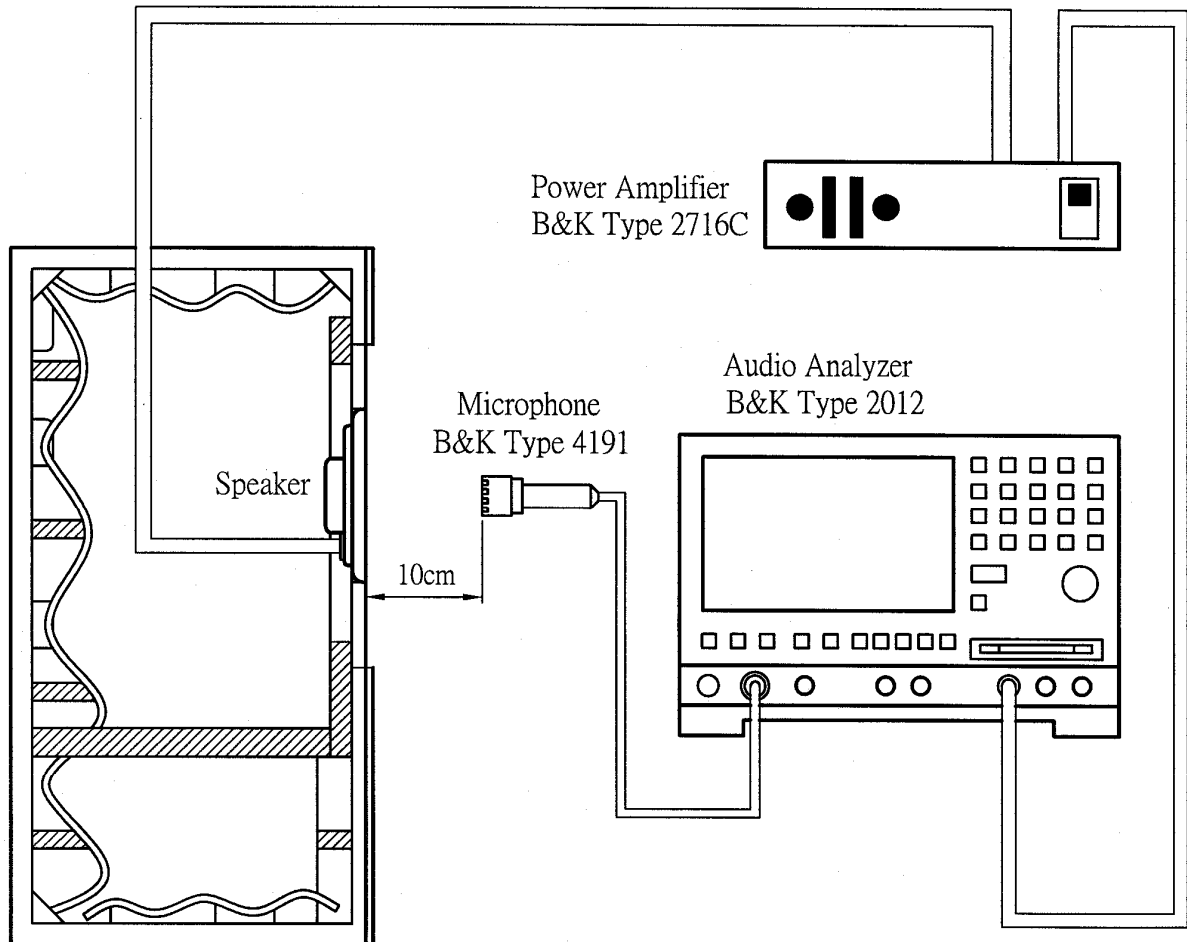 Power Amplifier
B&K Type 2716C
Audio Analyzer
B&K Type 2012
Microphone
B&K Type 4191
Speaker
10cm